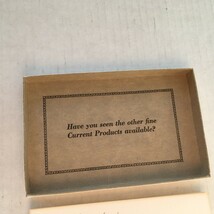 Have you seen the other fine
Current Products available?